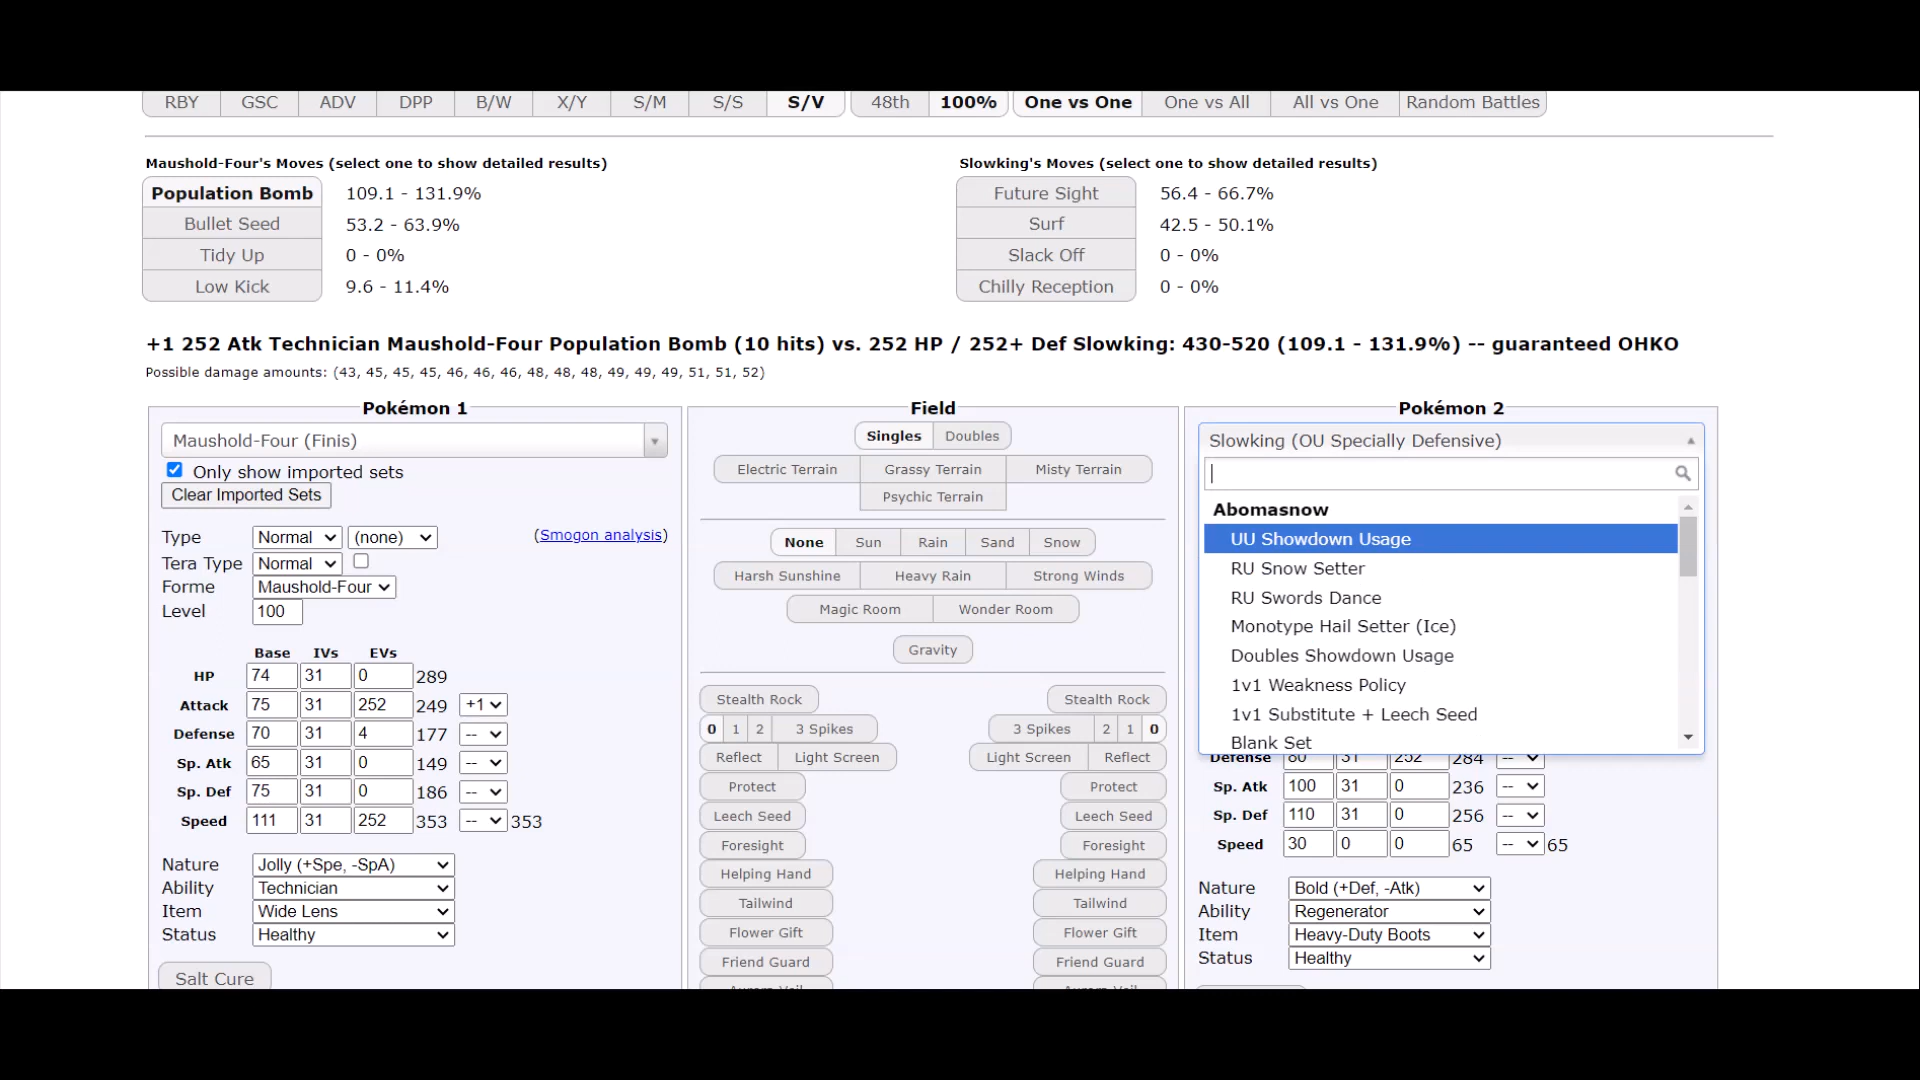 RBY GSC ADV DPP B/W X/Y S/M S/S S/V 48th 100% One vs One One vs All All vs One Random Battles
Maushold-Four's Moves (select one to show detailed results)
Population Bomb 109.1 - 131.9%
Bullet Seed 53.2 - 63.9%
Tidy Up 0 - 0%
Low Kick 9.6 - 11.4%
Slowking's Moves (select one to show detailed results)
Future Sight 56.4 - 66.7%
Surf 42.5 - 50.1%
Slack Off 0 - 0%
Chilly Reception 0 - 0%
+1 252 Atk Technician Maushold-Four Population Bomb (10 hits) vs. 252 HP / 252+ Def Slowking: 430-520 (109.1 - 131.9%) -- guaranteed OHKO
Possible damage amounts: (43, 45, 45, 45, 46, 46, 46, 48, 48, 48, 49, 49, 49, 51, 51, 52)
Pokémon 1
Maushold-Four (Finis)
Only show imported sets
Clear Imported Sets
Type Normal (none) (Smogon analysis)
Tera Type Normal
Forme Maushold-Four
Level 100
Base IVs EVs
HP 74 31 0 289
Attack 75 31 252 249 +1
Defense 70 31 4 177 --
Sp. Atk 65 31 0 149 --
Sp. Def 75 31 0 186 --
Speed 111 31 252 353 -- 353
Nature Jolly (+Spe, -SpA)
Ability Technician
Item Wide Lens
Status Healthy
Salt Cure
Field
Singles Doubles
Electric Terrain Grassy Terrain Misty Terrain
Psychic Terrain
None Sun Rain Sand Snow
Harsh Sunshine Heavy Rain Strong Winds
Magic Room Wonder Room
Gravity
Stealth Rock Stealth Rock
0 1 2 3 Spikes 3 Spikes 2 1 0
Reflect Light Screen Light Screen Reflect
Protect Protect
Leech Seed Leech Seed
Foresight Foresight
Helping Hand Helping Hand
Tailwind Tailwind
Flower Gift Flower Gift
Friend Guard Friend Guard
Aurora Veil Aurora Veil
Pokémon 2
Slowking (OU Specially Defensive)
Abomasnow
UU Showdown Usage
RU Snow Setter
RU Swords Dance
Monotype Hail Setter (Ice)
Doubles Showdown Usage
1v1 Weakness Policy
1v1 Substitute + Leech Seed
Blank Set
Defense 80 31 252 284 --
Sp. Atk 100 31 0 236 --
Sp. Def 110 31 0 256 --
Speed 30 0 0 65 -- 65
Nature Bold (+Def, -Atk)
Ability Regenerator
Item Heavy-Duty Boots
Status Healthy